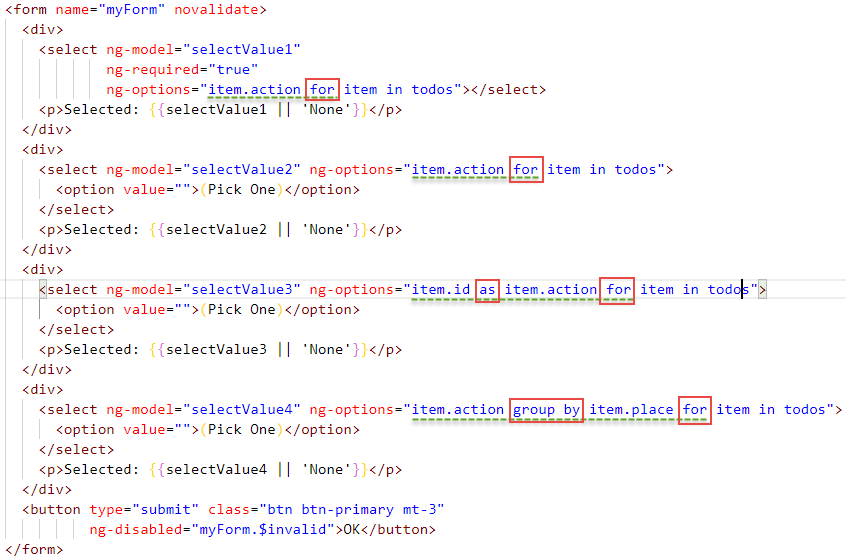 <form name="myForm" novalidate>
<div>
<select ng-model="selectValue1"
ng-required="true"
ng-options="item.action for item in todos"></select>
<p>Selected: {{selectValue1 || 'None'}}</p>
</div>
<div>
<select ng-model="selectValue2" ng-options="item.action for item in todos">
<option value="">(Pick One)</option>
</select>
<p>Selected: {{selectValue2 || 'None'}}</p>
</div>
<div>
<select ng-model="selectValue3" ng-options="item.id as item.action for item in todos">
<option value="">(Pick One)</option>
</select>
<p>Selected: {{selectValue3 || 'None'}}</p>
</div>
<div>
<select ng-model="selectValue4" ng-options="item.action group by item.place for item in todos">
<option value="">(Pick One)</option>
</select>
<p>Selected: {{selectValue4 || 'None'}}</p>
</div>
<button type="submit" class="btn btn-primary mt-3"
ng-disabled="myForm.$invalid">OK</button>
</form>